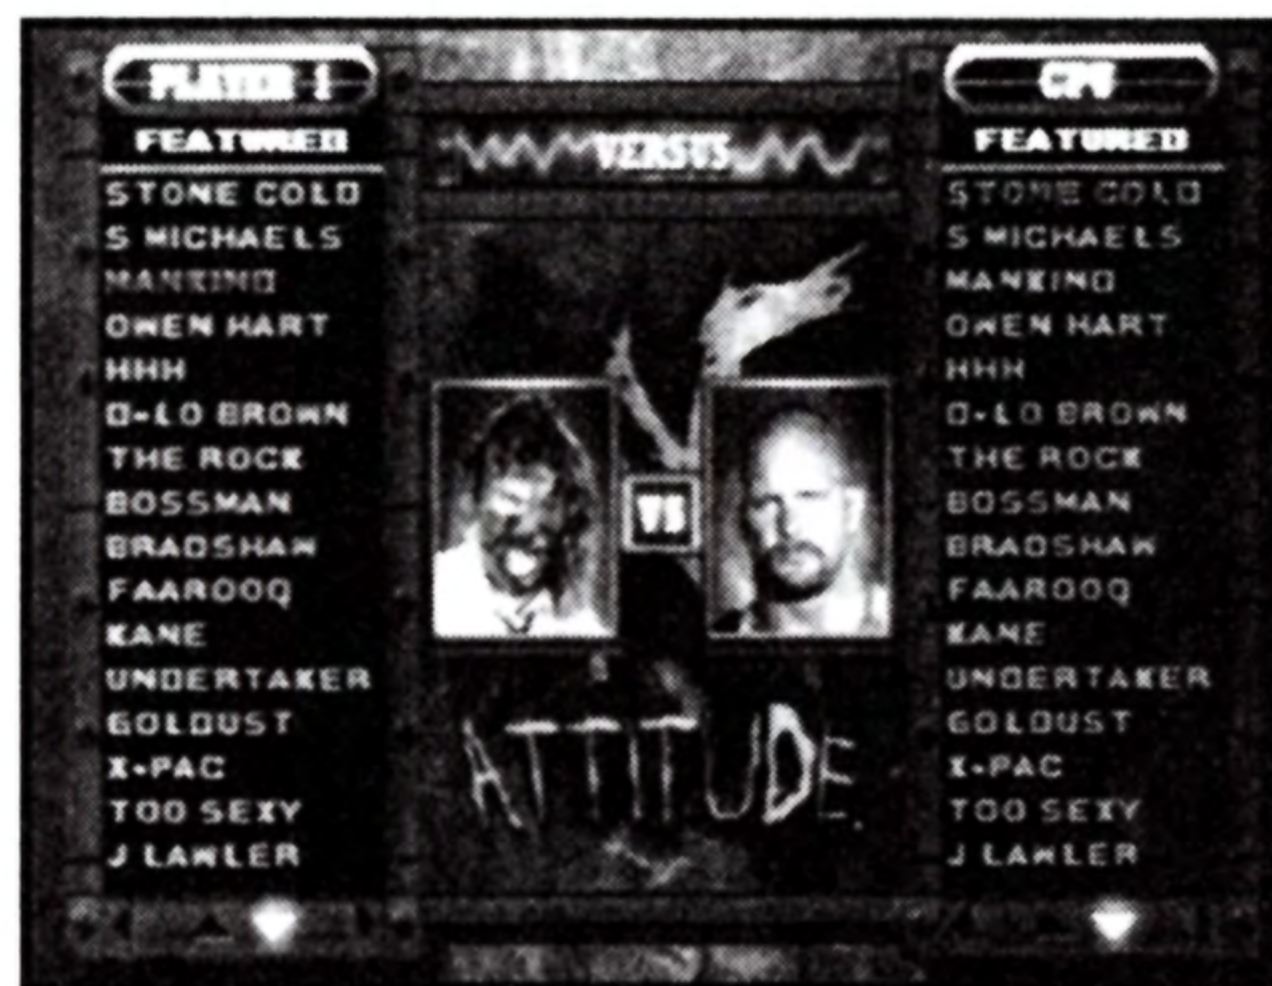 PLAYER 1
FEATURED
STONE COLD
S MICHAELS
MANKIND
OWEN HART
HHH
D-LO BROWN
THE ROCK
BOSSMAN
BRADSHAW
FAAROOQ
KANE
UNDERTAKER
GOLDUST
X-PAC
TOO SEXY
J LAWLER
VERSUS
VS
ATTITUDE.
CPU
FEATURED
STONE COLD
S MICHAELS
MANKIND
OWEN HART
HHH
D-LO BROWN
THE ROCK
BOSSMAN
BRADSHAW
FAAROOQ
KANE
UNDERTAKER
GOLDUST
X-PAC
TOO SEXY
J LAWLER